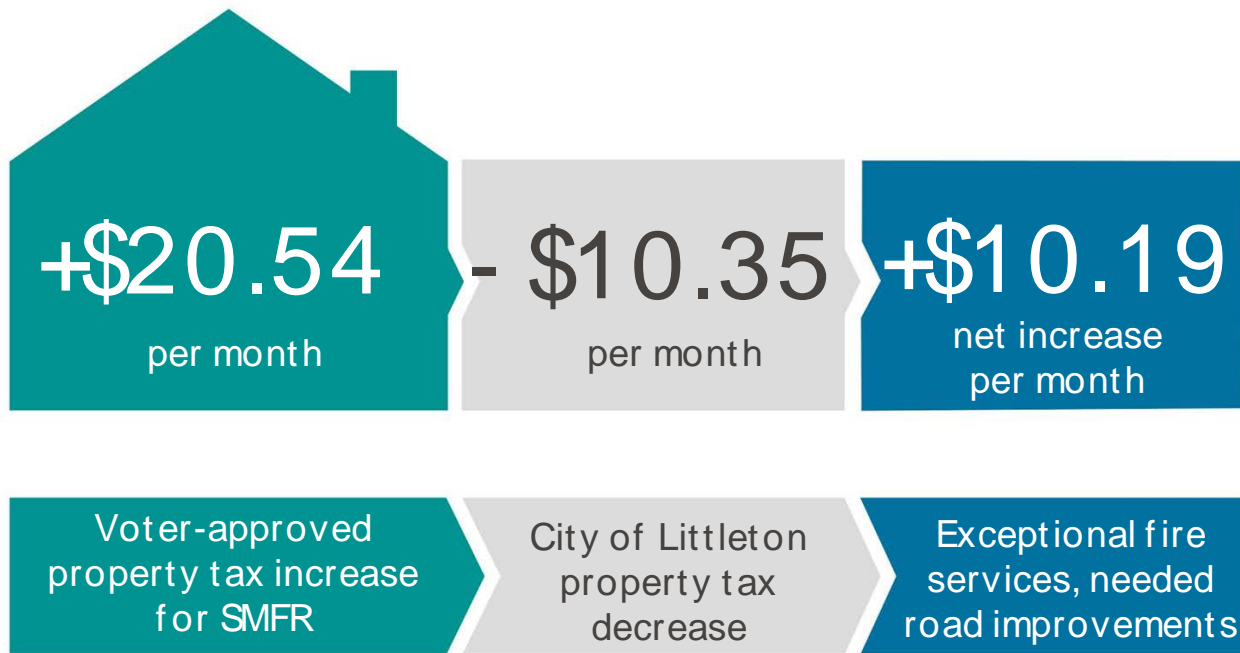 +$20.54
per month
- $10.35
per month
+$10.19
net increase
per month
Voter-approved
property tax increase
for SMFR
City of Littleton
property tax
decrease
Exceptional fire
services, needed
road improvements